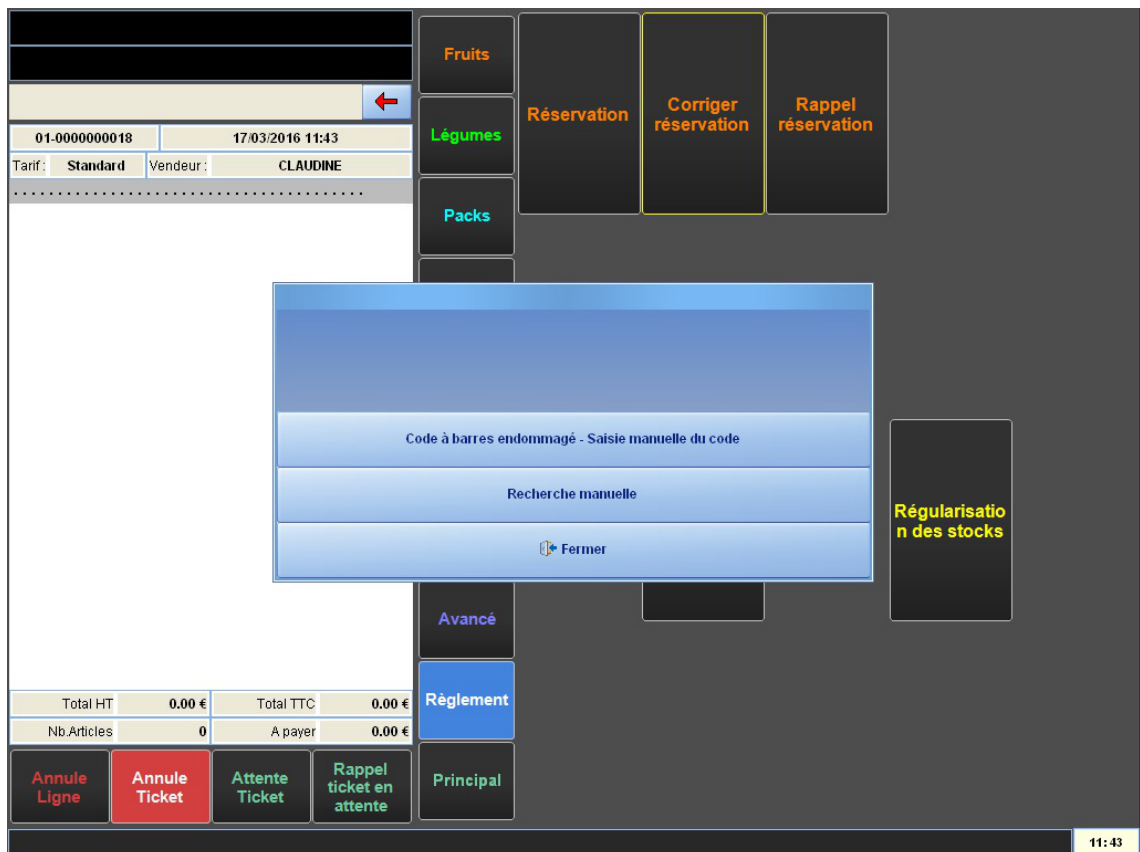 Fruits
Réservation
Corriger
réservation
Rappel
réservation
01-0000000018
17/03/2016 11:43
Légumes
Tarif :
Standard
Vendeur :
CLAUDINE
. . . . . . . . . . . . . . . . . . . . . . . . . . . . . . . . . . . . . . . .
Packs
Code à barres endommagé - Saisie manuelle du code
Recherche manuelle
Fermer
Régularisatio
n des stocks
Avancé
Règlement
Total HT
0.00 €
Total TTC
0.00 €
Nb.Articles
0
A payer
0.00 €
Annule
Ligne
Annule
Ticket
Attente
Ticket
Rappel
ticket en
attente
Principal
11:43